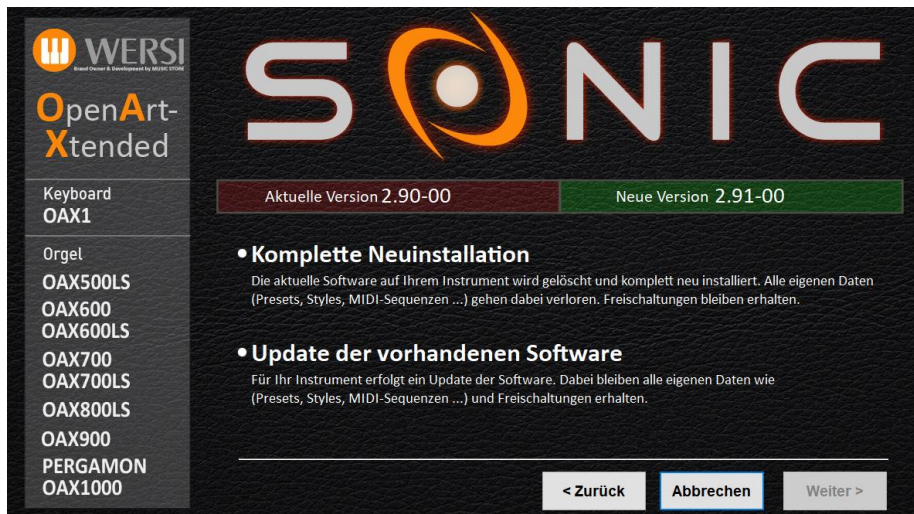 WERSI
Brand Owner & Development by MUSIC STORE
OpenArt-
Xtended
Keyboard
OAX1
Orgel
OAX500LS
OAX600
OAX600LS
OAX700
OAX700LS
OAX800LS
OAX900
PERGAMON
OAX1000
SONIC
Aktuelle Version 2.90-00
Neue Version 2.91-00
• Komplette Neuinstallation
Die aktuelle Software auf Ihrem Instrument wird gelöscht und komplett neu installiert. Alle eigenen Daten
(Presets, Styles, MIDI-Sequenzen ...) gehen dabei verloren. Freischaltungen bleiben erhalten.
• Update der vorhandenen Software
Für Ihr Instrument erfolgt ein Update der Software. Dabei bleiben alle eigenen Daten wie
(Presets, Styles, MIDI-Sequenzen ...) und Freischaltungen erhalten.
< Zurück
Abbrechen
Weiter >